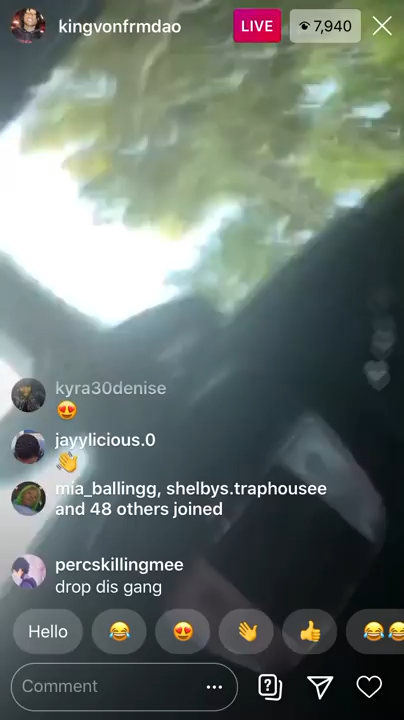 kingvonfrmdao
LIVE
7,940
kyra30denise
😍
jayylicious.0
👋
mia_ballingg, shelbys.traphousee
and 48 others joined
percskillingmee
drop dis gang
Hello 😂 😍 👋 👍 😂😂
Comment